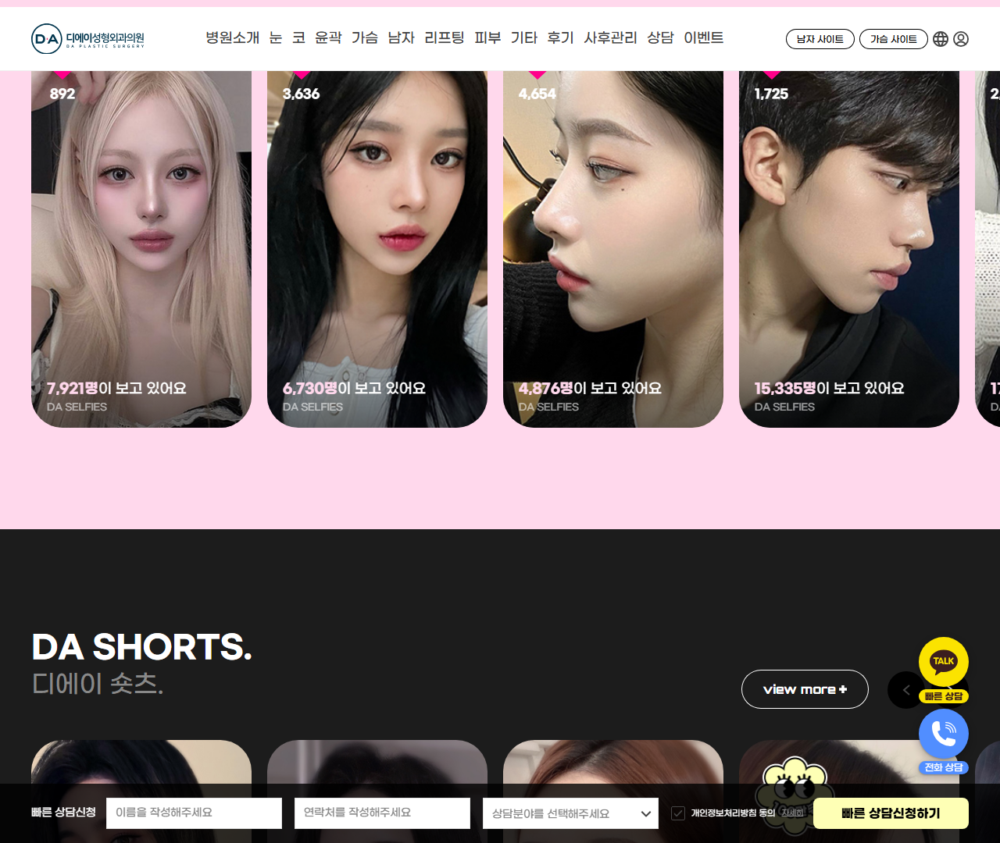 D·A 디에이성형외과의원
DA PLASTIC SURGERY
병원소개 눈 코 윤곽 가슴 남자 리프팅 피부 기타 후기 사후관리 상담 이벤트
남자 사이트 가슴 사이트
892
3,636
4,654
1,725
7,921명이 보고 있어요
DA SELFIES
6,730명이 보고 있어요
DA SELFIES
4,876명이 보고 있어요
DA SELFIES
15,335명이 보고 있어요
DA SELFIES
DA SHORTS.
디에이 숏츠.
view more +
TALK
빠른 상담
전화 상담
빠른 상담신청 이름을 작성해주세요 연락처를 작성해주세요 상담분야를 선택해주세요 개인정보처리방침 동의 자세히 빠른 상담신청하기